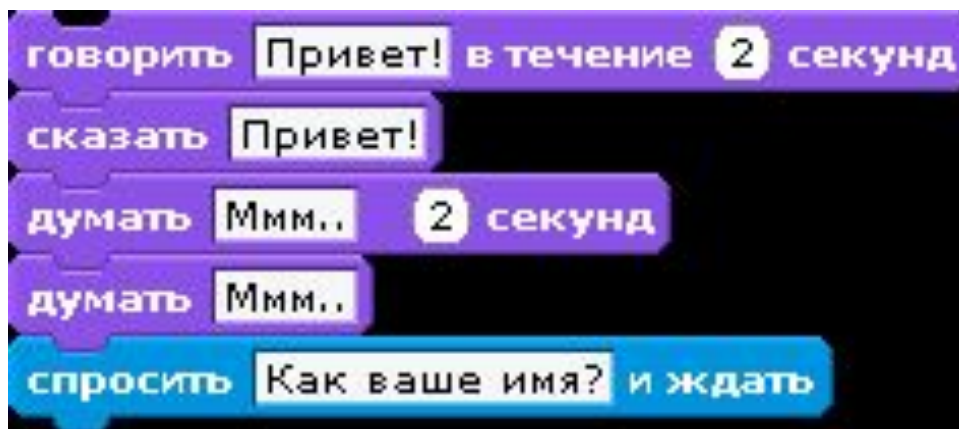 говорить Привет! в течение 2 секунд
сказать Привет!
думать Ммм.. 2 секунд
думать Ммм..
спросить Как ваше имя? и ждать